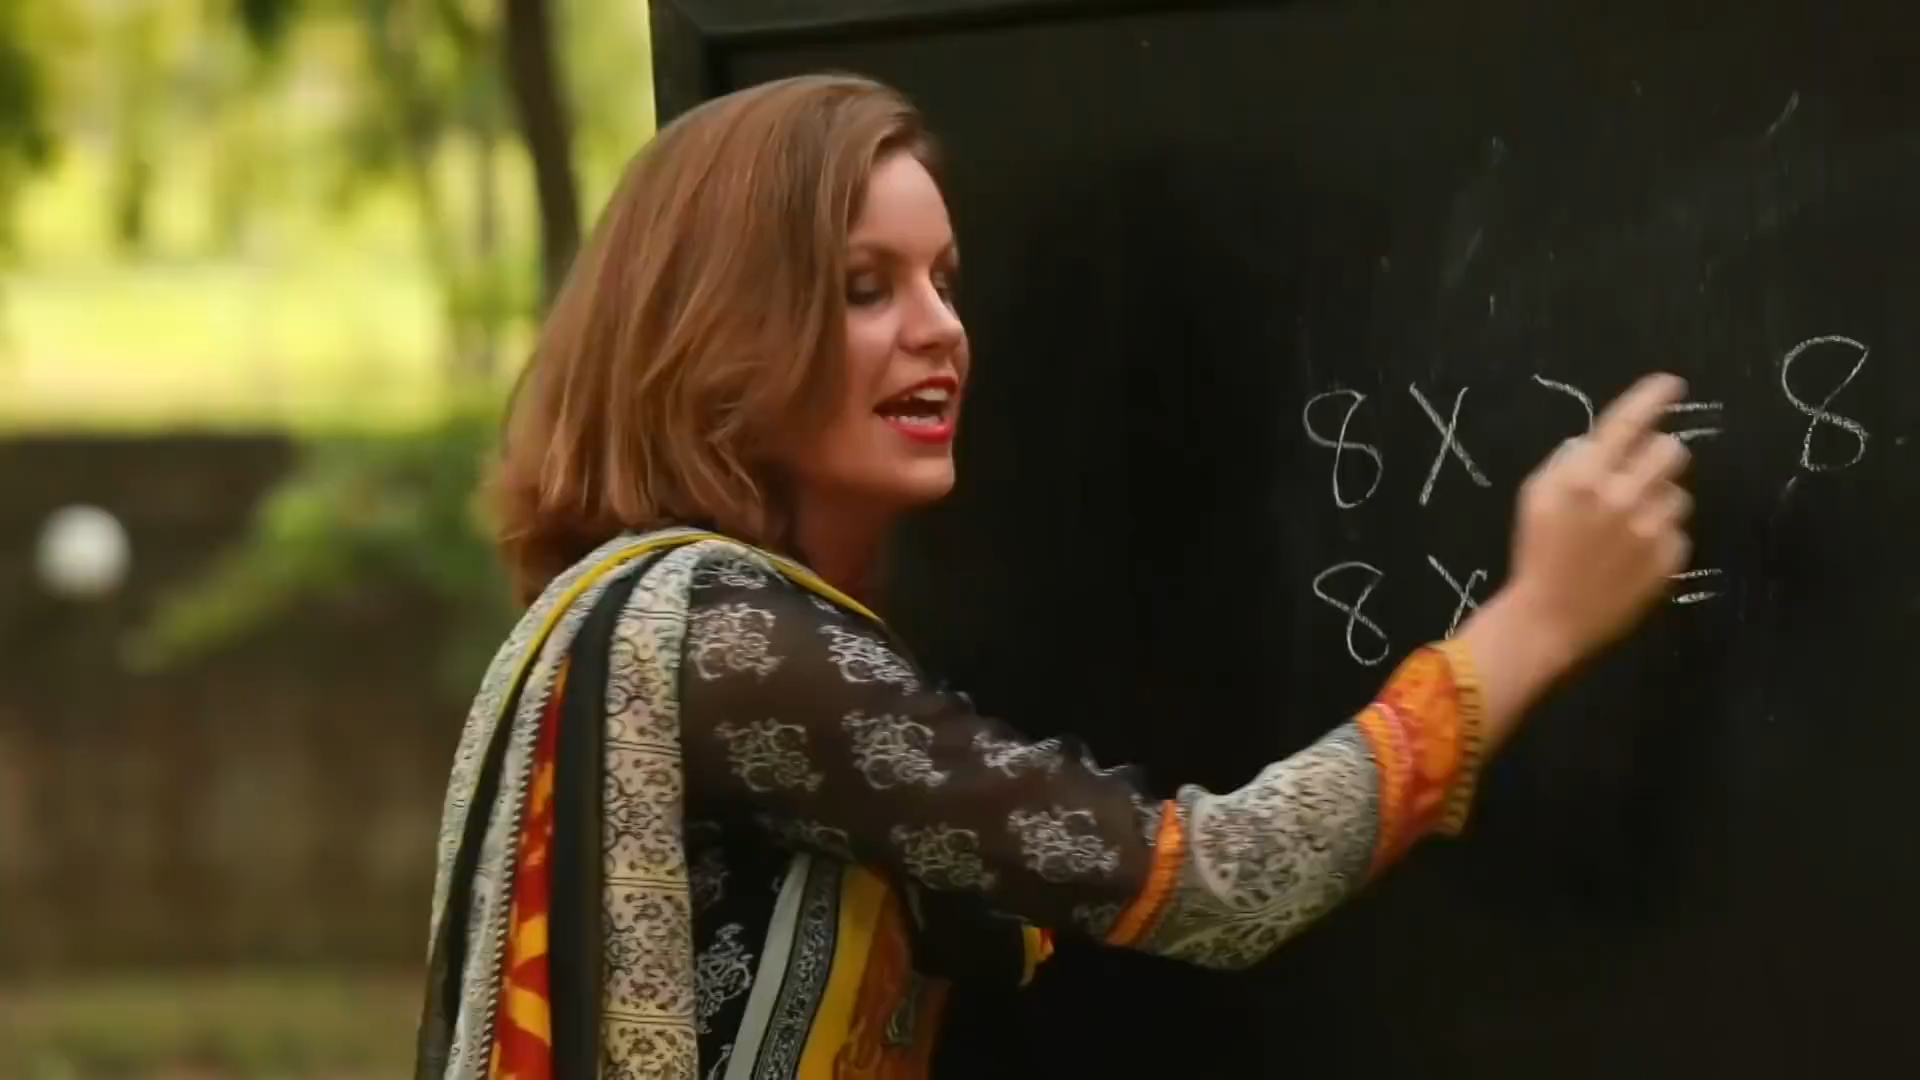 8 X = 8
8 X =